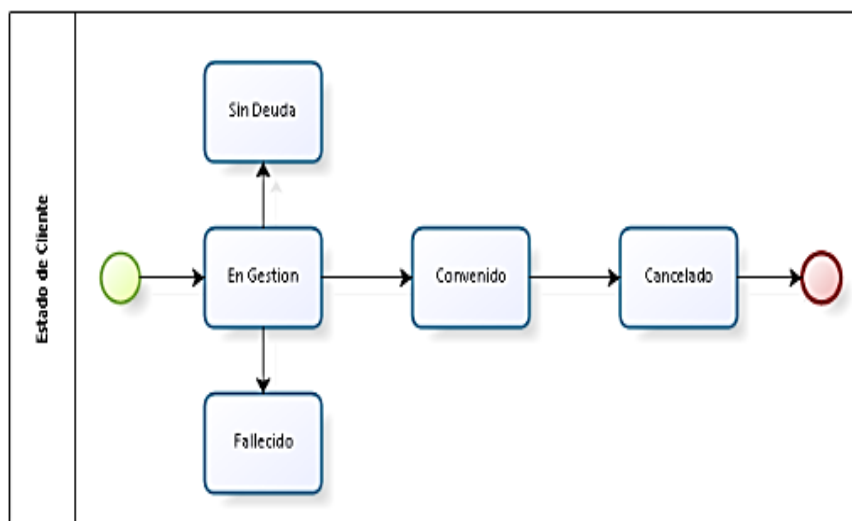 Estado de Cliente
Sin Deuda
En Gestion
Convenido
Cancelado
Fallecido